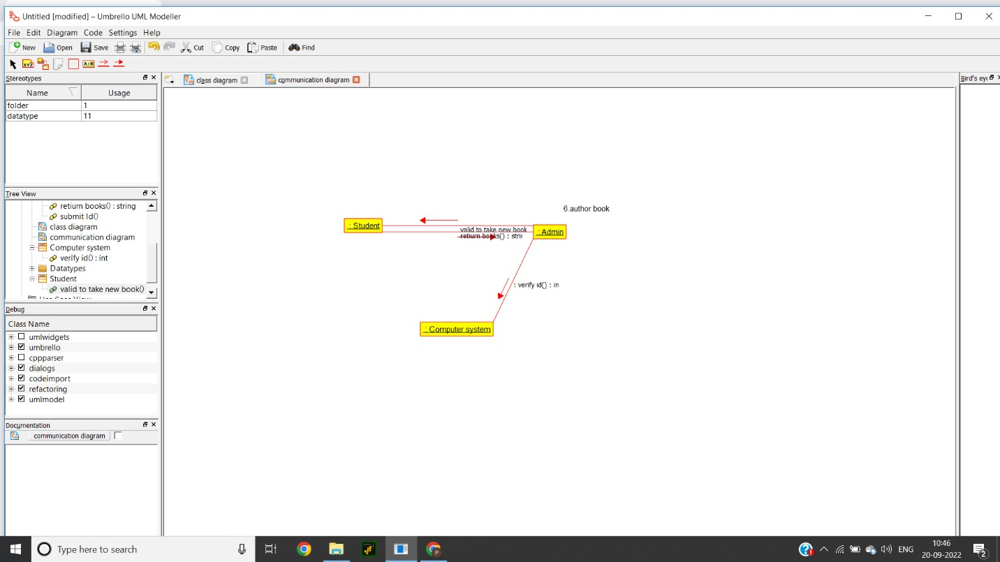 Untitled [modified] – Umbrello UML Modeller
File Edit Diagram Code Settings Help
New Open Save Cut Copy Paste Find
XYZ A:B
Stereotypes
Name Usage
folder 1
datatype 11
class diagram communication diagram
Bird's eye
Tree View
retiurn books() : string
submit Id()
class diagram
communication diagram
Computer system
verify id() : int
Datatypes
Student
valid to take new book()
6.author book
: Student
valid to take new book
: Admin
retiurn books() : strin
: verify id() : in
: Computer system
Debug
Class Name
umlwidgets
umbrello
cppparser
dialogs
codeimport
refactoring
umlmodel
Documentation
communication diagram
Type here to search
ENG
10:46
20-09-2022
2